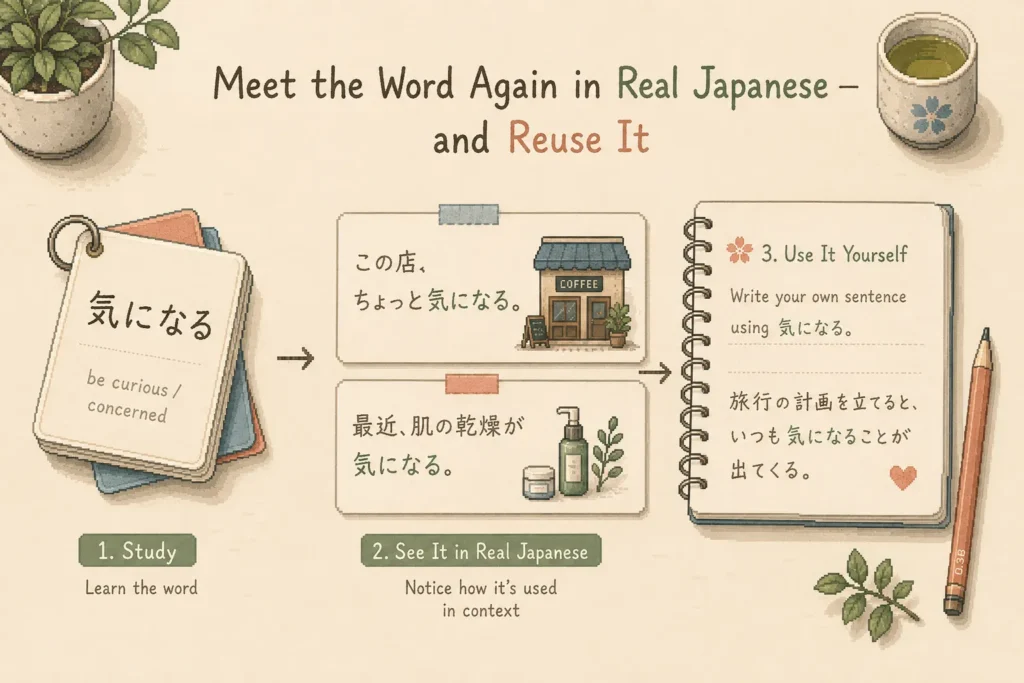 Meet the Word Again in Real Japanese –
and Reuse It
気になる
be curious /
concerned
1. Study
Learn the word
この店、
ちょっと気になる。
COFFEE
最近、肌の乾燥が
気になる。
2. See It in Real Japanese
Notice how it's used
in context
3. Use It Yourself
Write your own sentence
using 気になる。
旅行の計画を立てると、
いつも気になることが
出てくる。
0.38